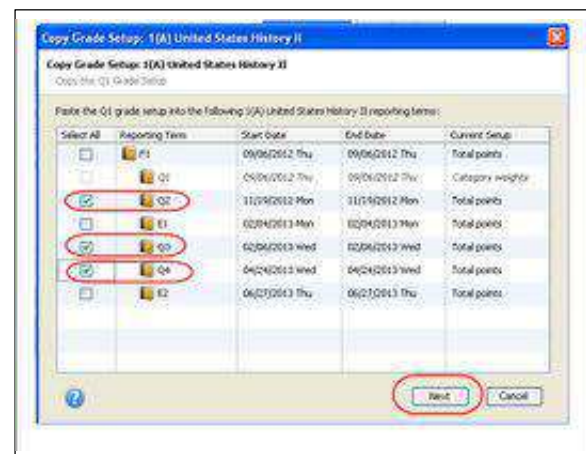 Copy Grade Setup: 1(A) United States History II
Copy Grade Setup: 1(A) United States History II
Copy the Q1 Grade Setup
Paste the Q1 grade setup into the following 1(A) United States History II reporting terms:
Select All Reporting Term Start Date End Date Current Setup
F1 09/06/2012 Thu 09/06/2012 Thu Total points
Q1 09/06/2012 Thu 09/06/2012 Thu Category weights
Q2 11/19/2012 Mon 11/19/2012 Mon Total points
E1 02/04/2013 Mon 02/04/2013 Mon Total points
Q3 02/06/2013 Wed 02/06/2013 Wed Total points
Q4 04/24/2013 Wed 04/24/2013 Wed Total points
E2 06/27/2013 Thu 06/27/2013 Thu Total points
Next Cancel